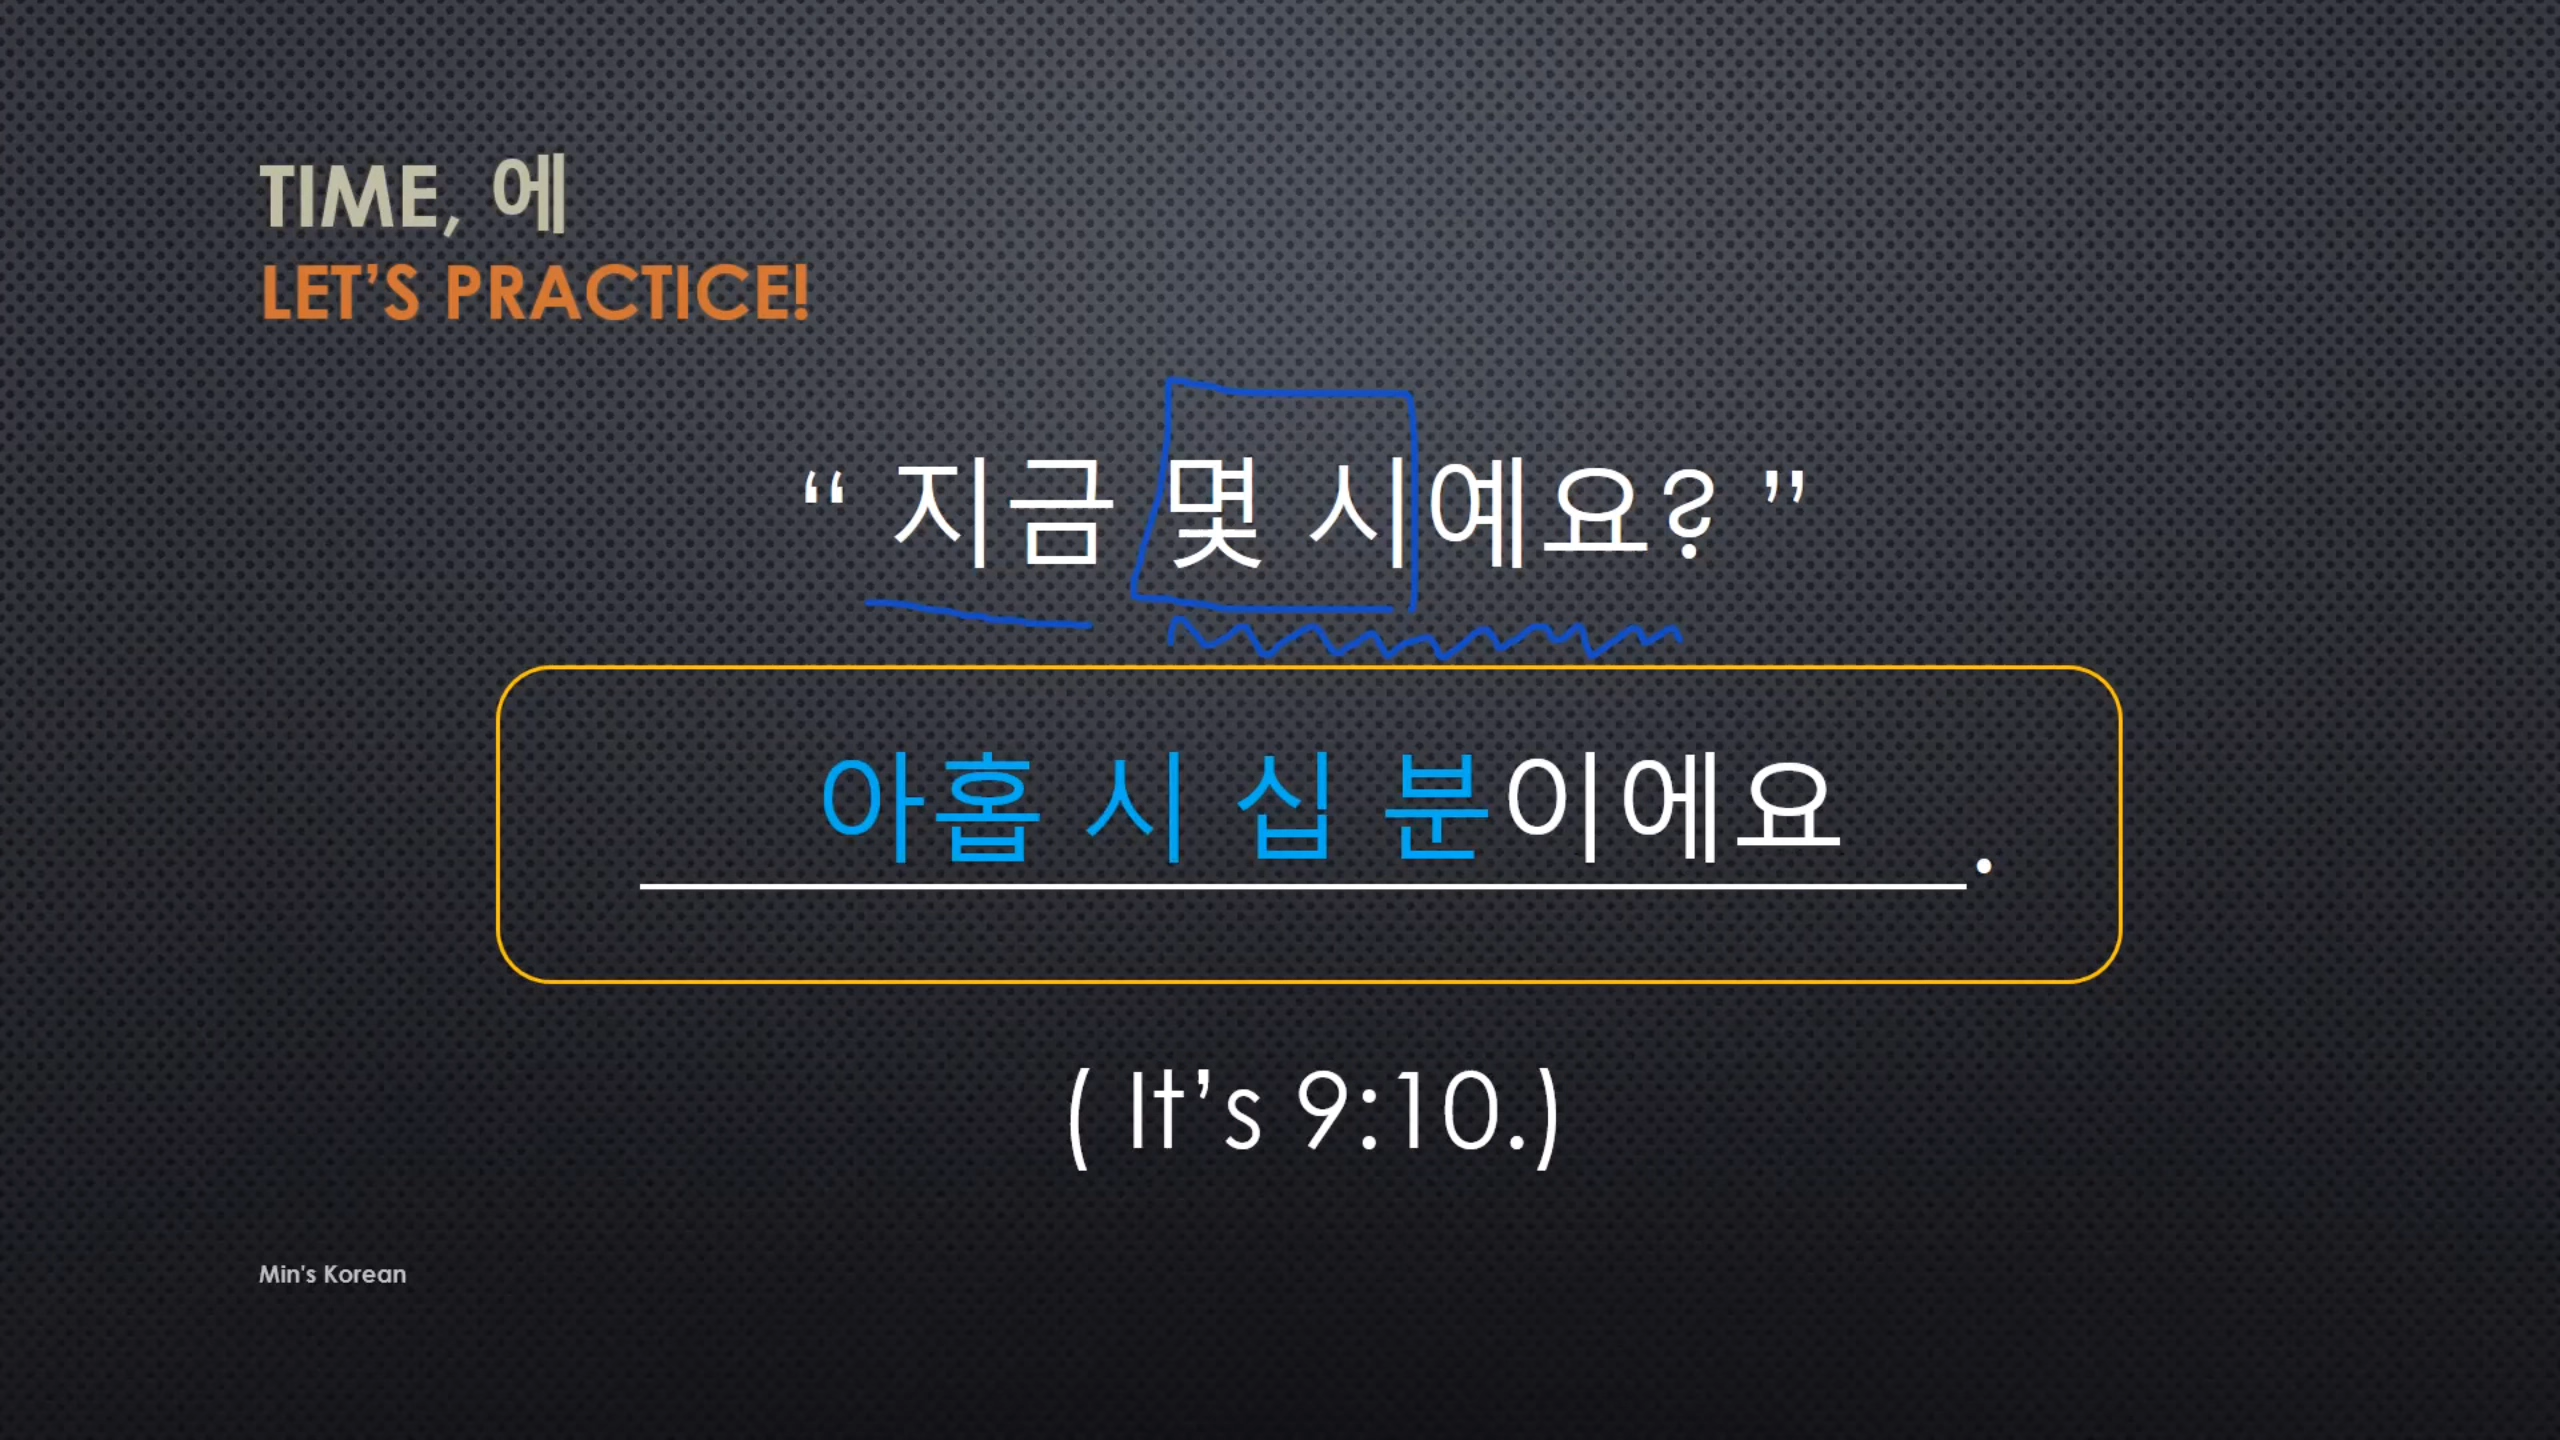 TIME, 에
LET'S PRACTICE!
“ 지금 몇 시예요? ”
아홉 시 십 분이에요 .
( It’s 9:10.)
Min's Korean